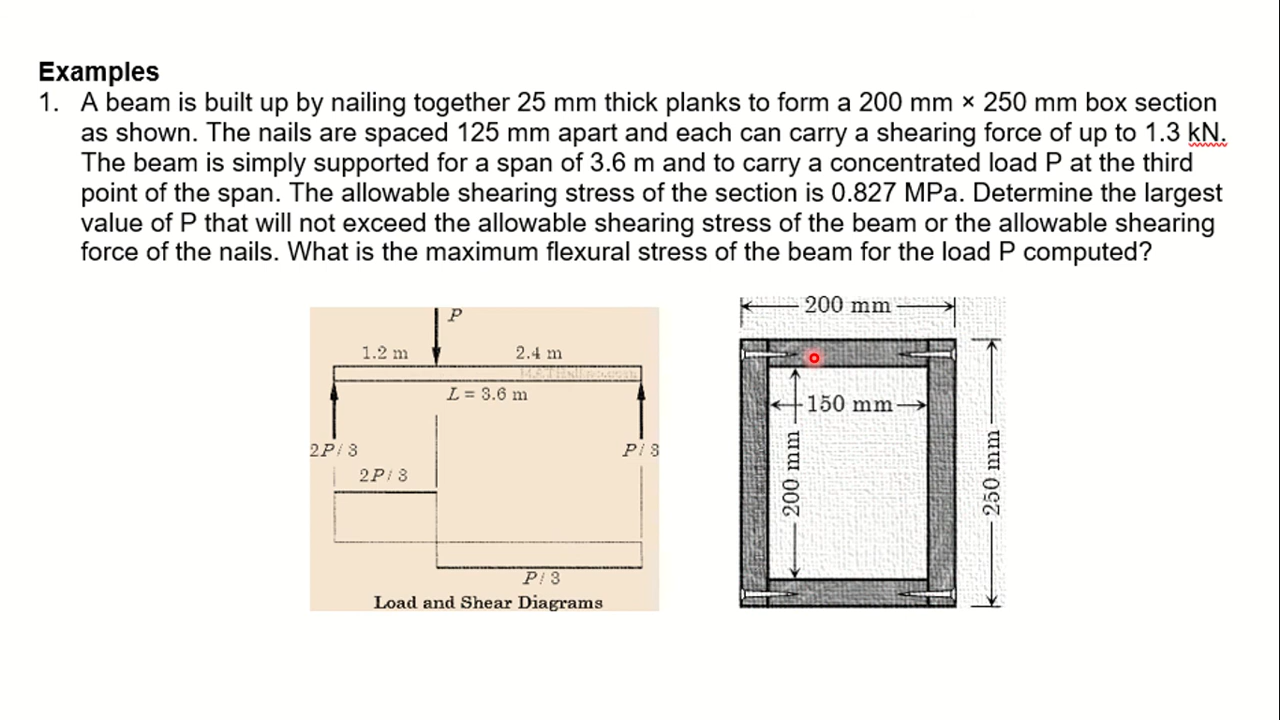 Examples
1. A beam is built up by nailing together 25 mm thick planks to form a 200 mm × 250 mm box section
as shown. The nails are spaced 125 mm apart and each can carry a shearing force of up to 1.3 kN.
The beam is simply supported for a span of 3.6 m and to carry a concentrated load P at the third
point of the span. The allowable shearing stress of the section is 0.827 MPa. Determine the largest
value of P that will not exceed the allowable shearing stress of the beam or the allowable shearing
force of the nails. What is the maximum flexural stress of the beam for the load P computed?
P
1.2 m 2.4 m
L = 3.6 m
2P/3 P/3
2P/3
P/3
Load and Shear Diagrams
200 mm
150 mm
200 mm
250 mm